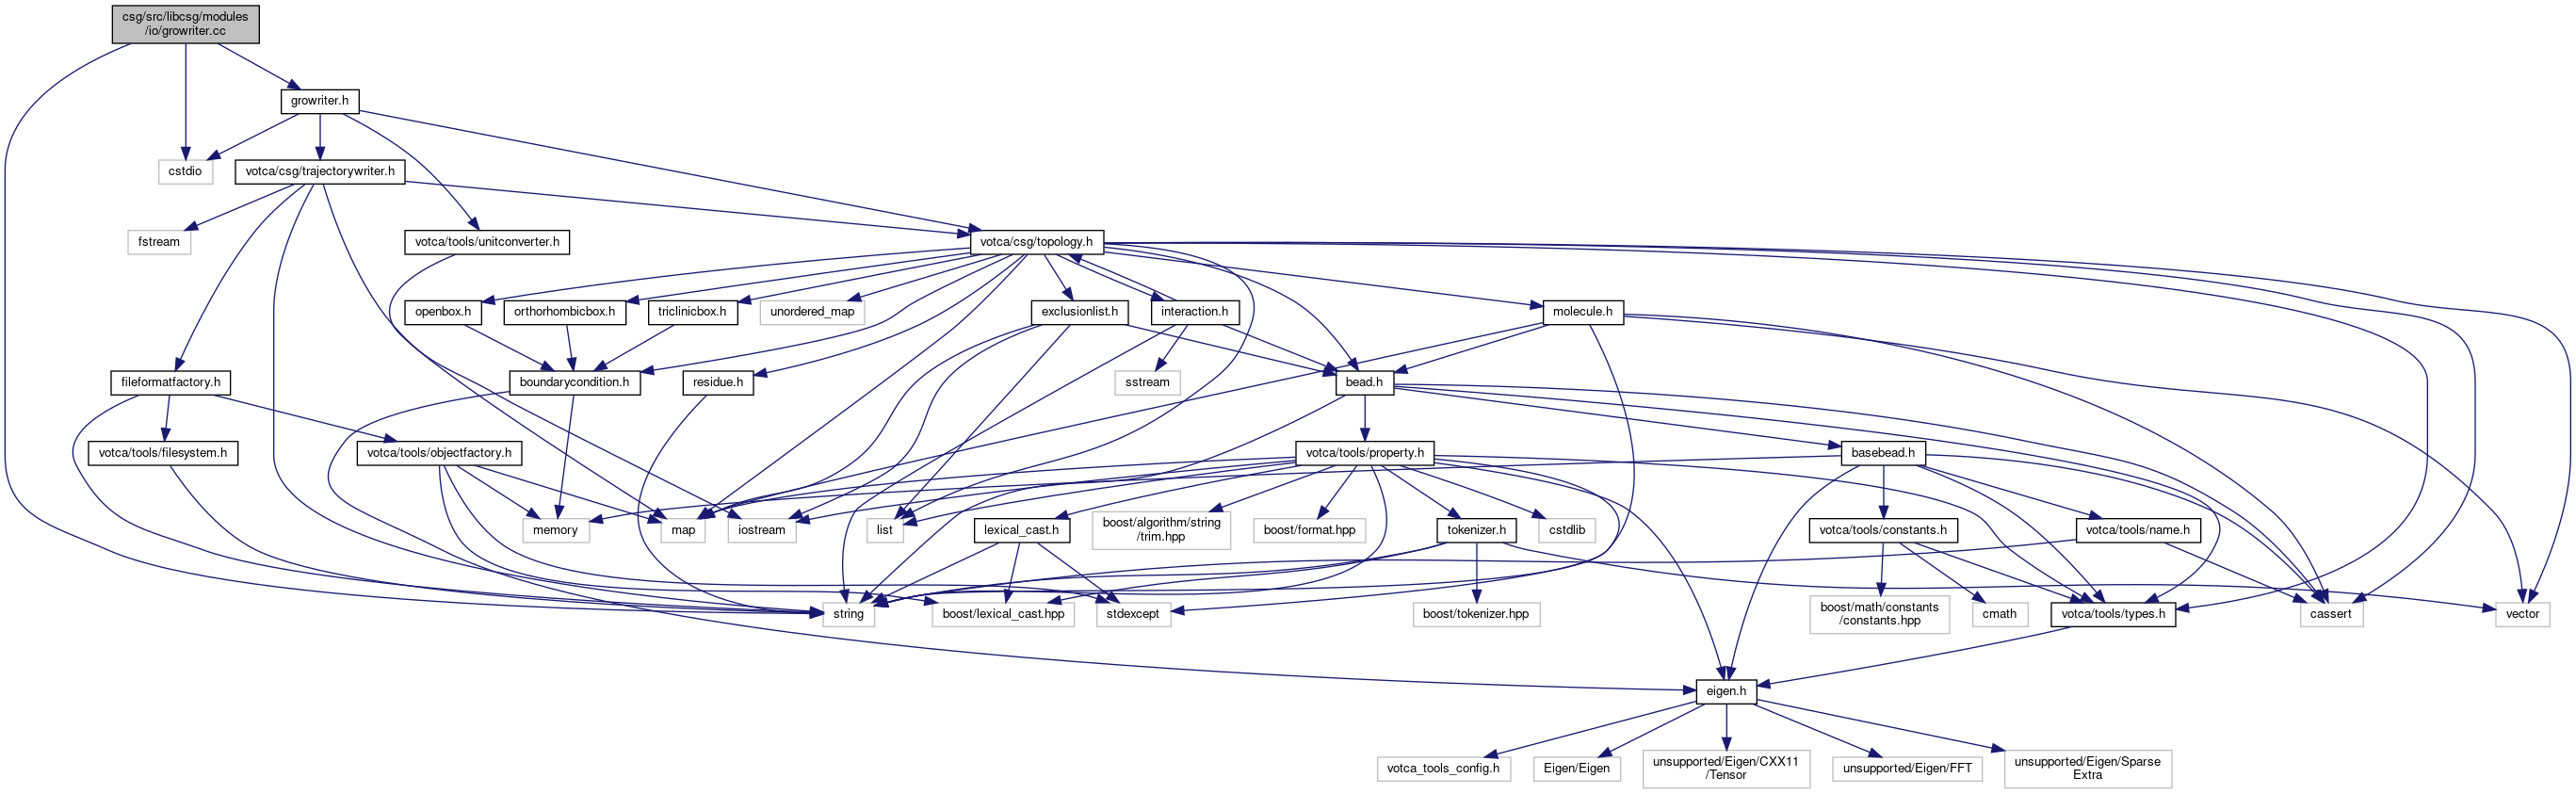 csg/src/libcsg/modules
/io/growriter.cc
growriter.h
cstdio
votca/csg/trajectorywriter.h
fstream
votca/tools/unitconverter.h
votca/csg/topology.h
openbox.h
orthorhombicbox.h
triclinicbox.h
unordered_map
exclusionlist.h
interaction.h
molecule.h
fileformatfactory.h
boundarycondition.h
residue.h
sstream
bead.h
votca/tools/filesystem.h
votca/tools/objectfactory.h
votca/tools/property.h
basebead.h
memory
map
iostream
list
lexical_cast.h
boost/algorithm/string
/trim.hpp
boost/format.hpp
tokenizer.h
cstdlib
votca/tools/constants.h
votca/tools/name.h
string
boost/lexical_cast.hpp
stdexcept
boost/tokenizer.hpp
boost/math/constants
/constants.hpp
cmath
votca/tools/types.h
cassert
vector
eigen.h
votca_tools_config.h
Eigen/Eigen
unsupported/Eigen/CXX11
/Tensor
unsupported/Eigen/FFT
unsupported/Eigen/Sparse
Extra